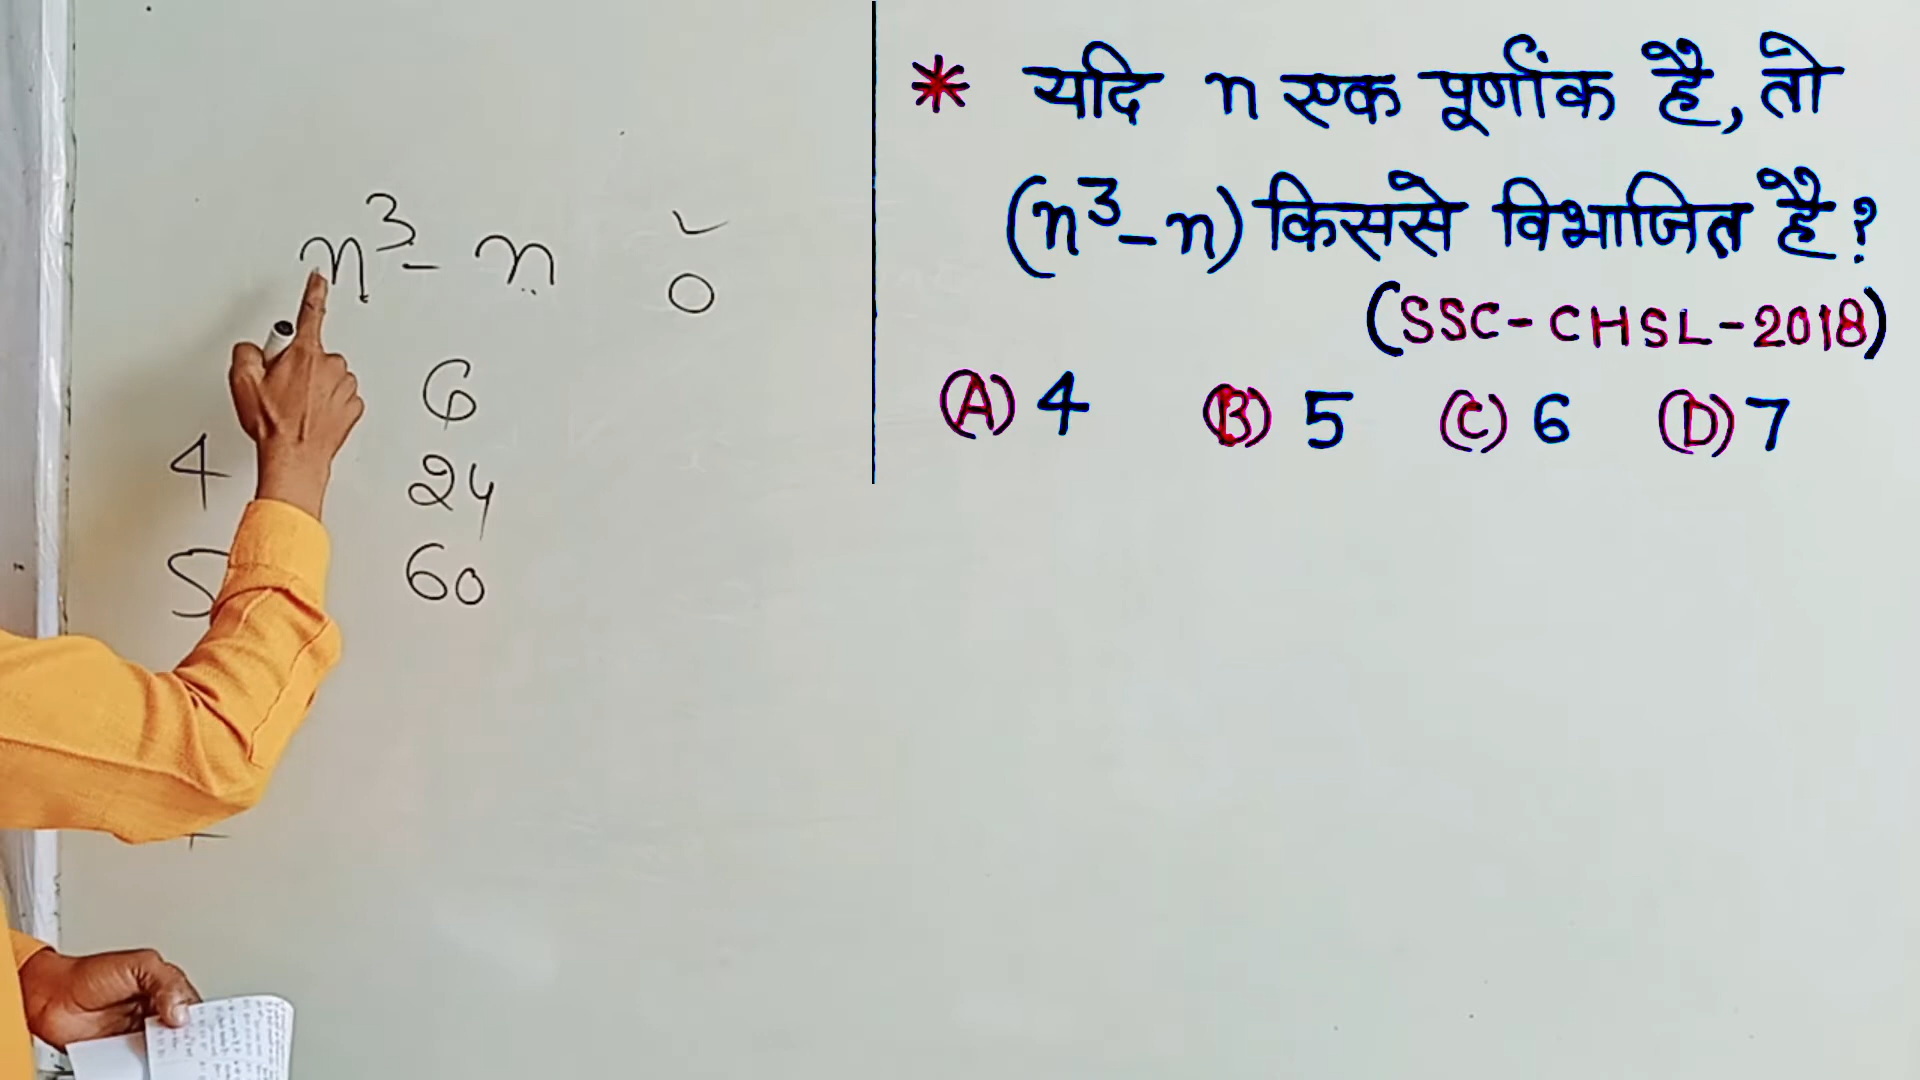 * यदि n एक पूर्णांक है, तो
(n³-n) किससे विभाजित है?
(SSC-CHSL-2018)
(A) 4 (B) 5 (C) 6 (D) 7
n³ - n
0
6
4 24
5 60